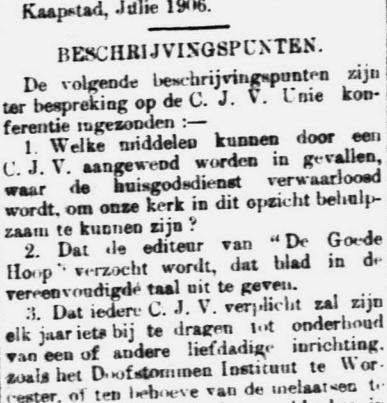 Kaapstad, Julie 1906.
BESCHRIJVINGSPUNTEN.
De volgende beschrijvingspunten zijn
ter bespreking op de C. J. V. Unie kon-
ferentie ingezonden :—
1. Welke middelen kunnen door een
C. J. V. aangewend worden in gevallen,
waar de huisgodsdienst verwaarloosd
wordt, om onze kerk in dit opzicht behulp-
zaam te kunnen zijn?
2. Dat de editeur van "De Goede
Hoop" verzocht wordt, dat blad in de
vereenvoudigde taal uit te geven.
3. Dat iedere C. J. V. verplicht zal zijn
elk jaar iets bij te dragen tot onderhoud
van een of andere liefdadige inrichting,
zoals het Doofstommen Instituut te Wor-
cester, of ten behoeve van de melaatsen te